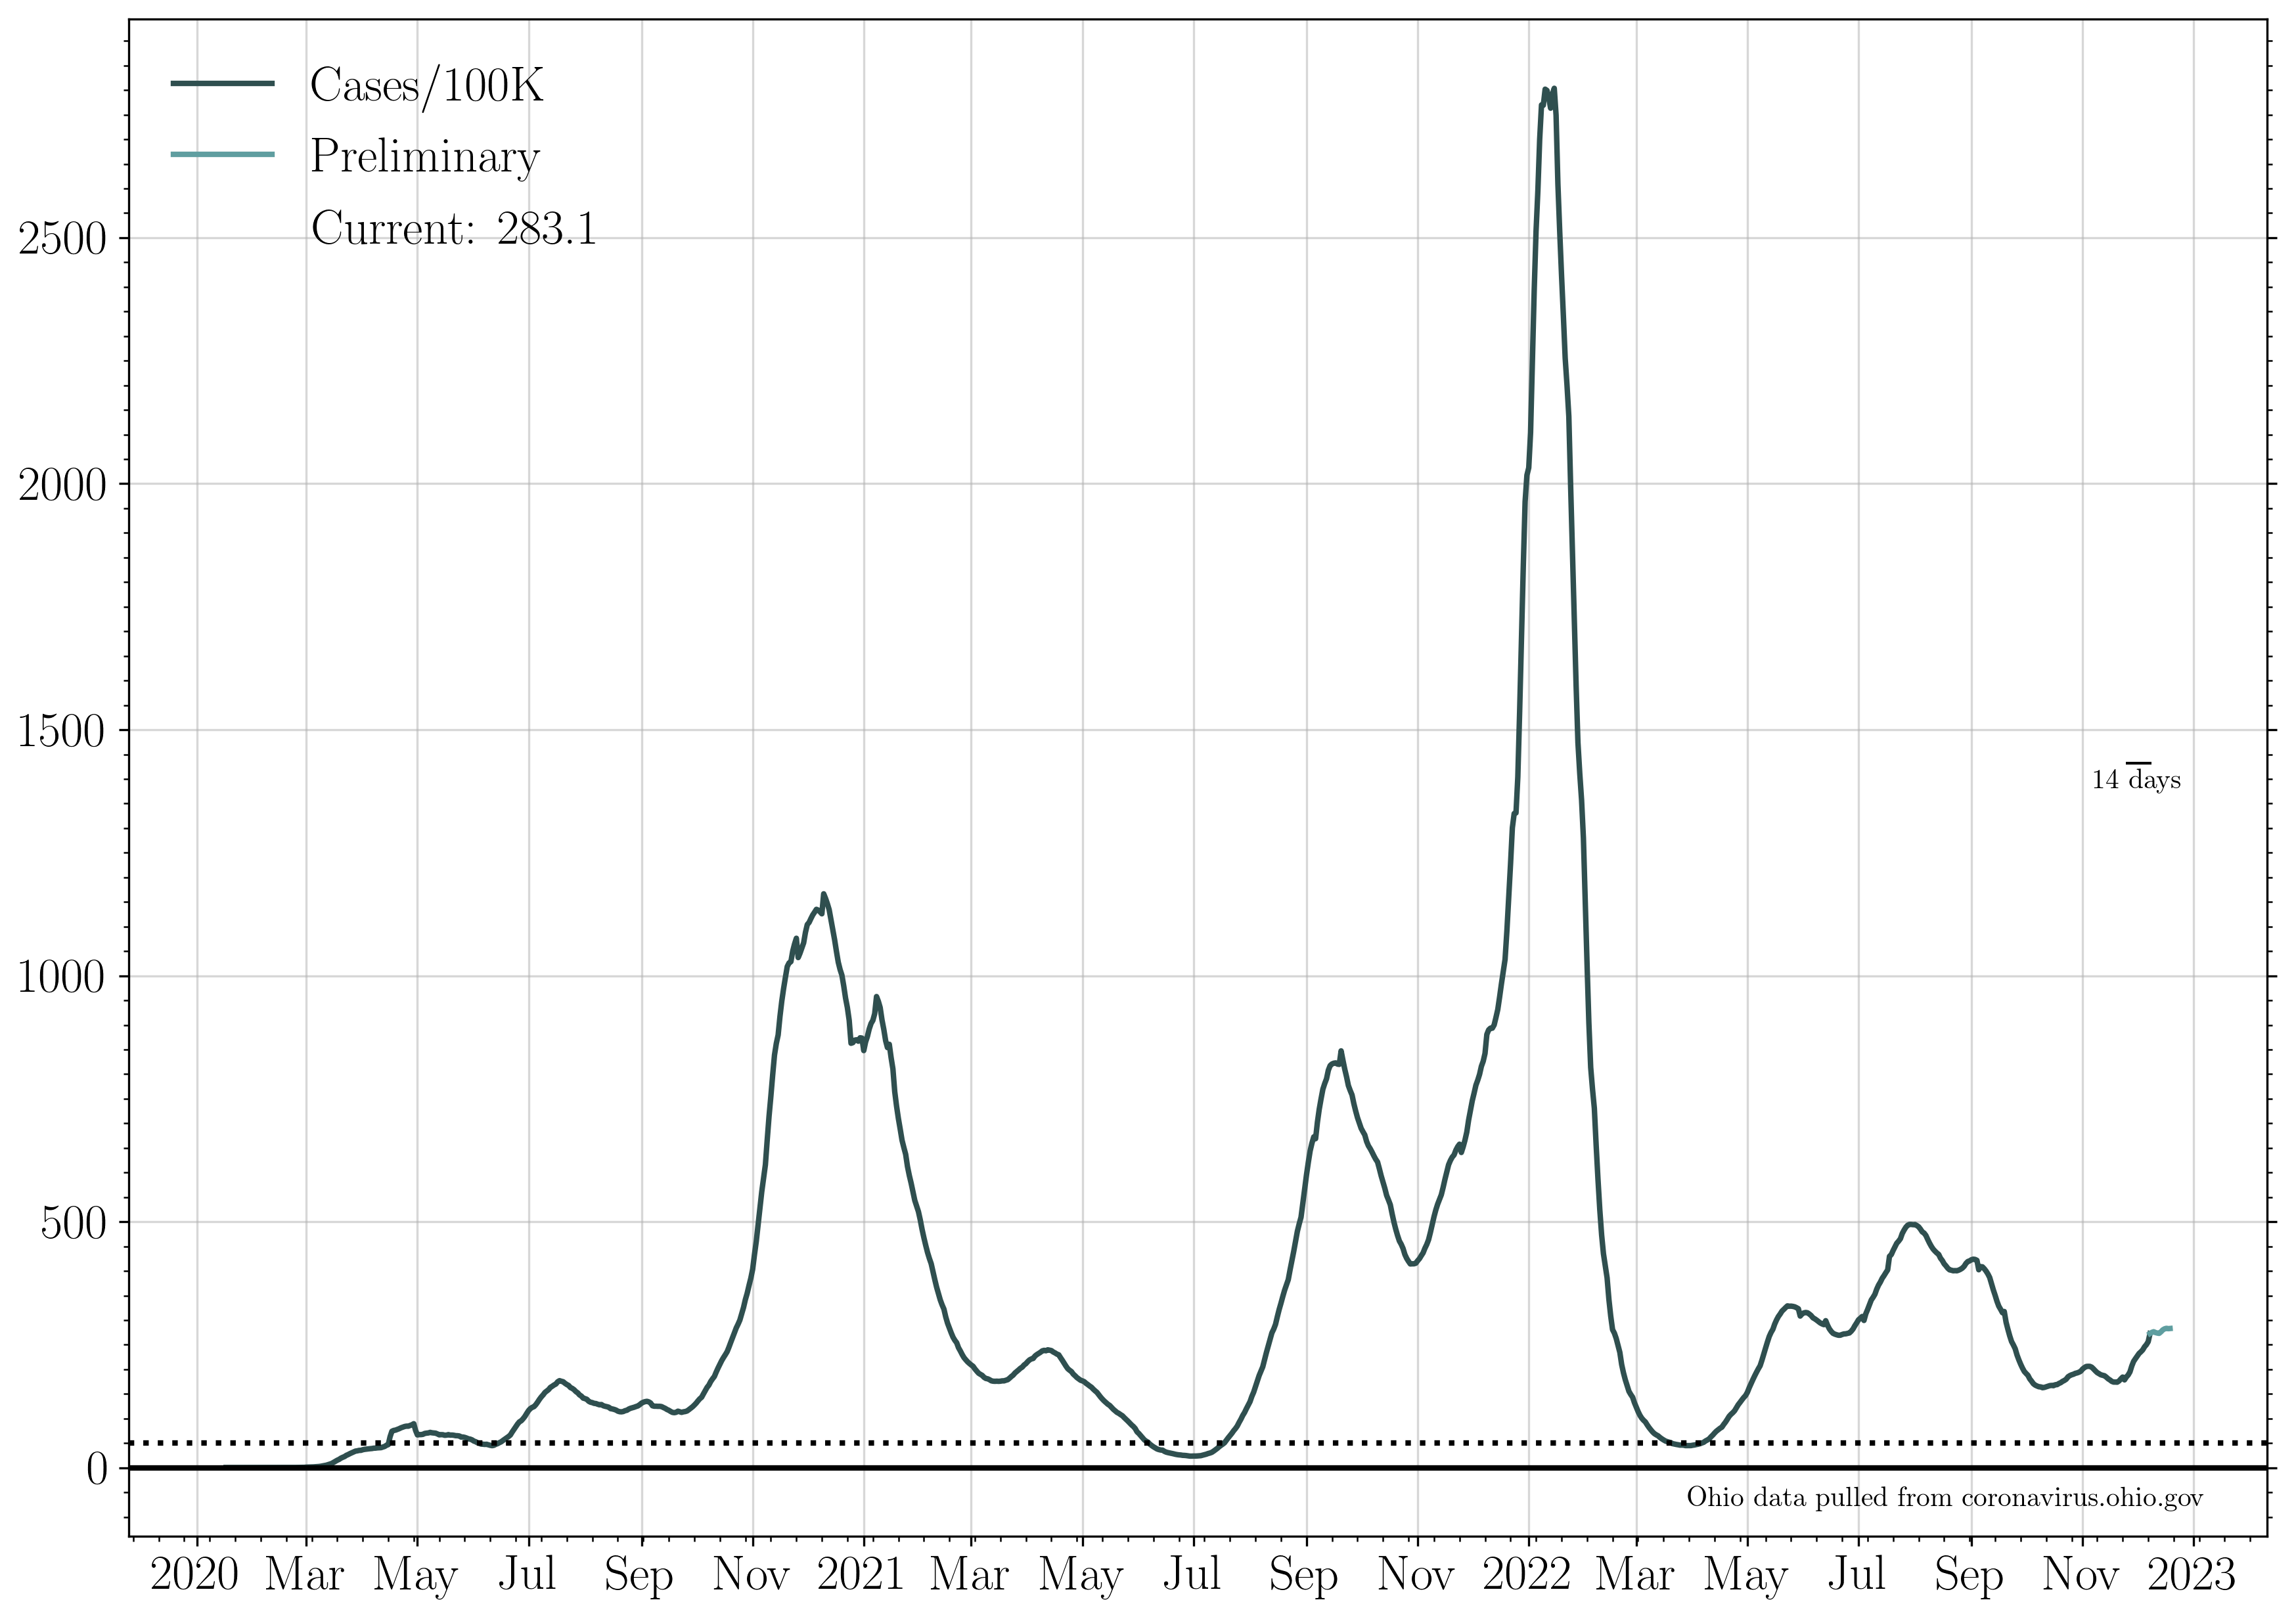 Cases/100K
Preliminary
Current: 283.1
2500
2000
1500
14 days
1000
500
0
Ohio data pulled from coronavirus.ohio.gov
2020 Mar May Jul Sep Nov 2021 Mar May Jul Sep Nov 2022 Mar May Jul Sep Nov 2023